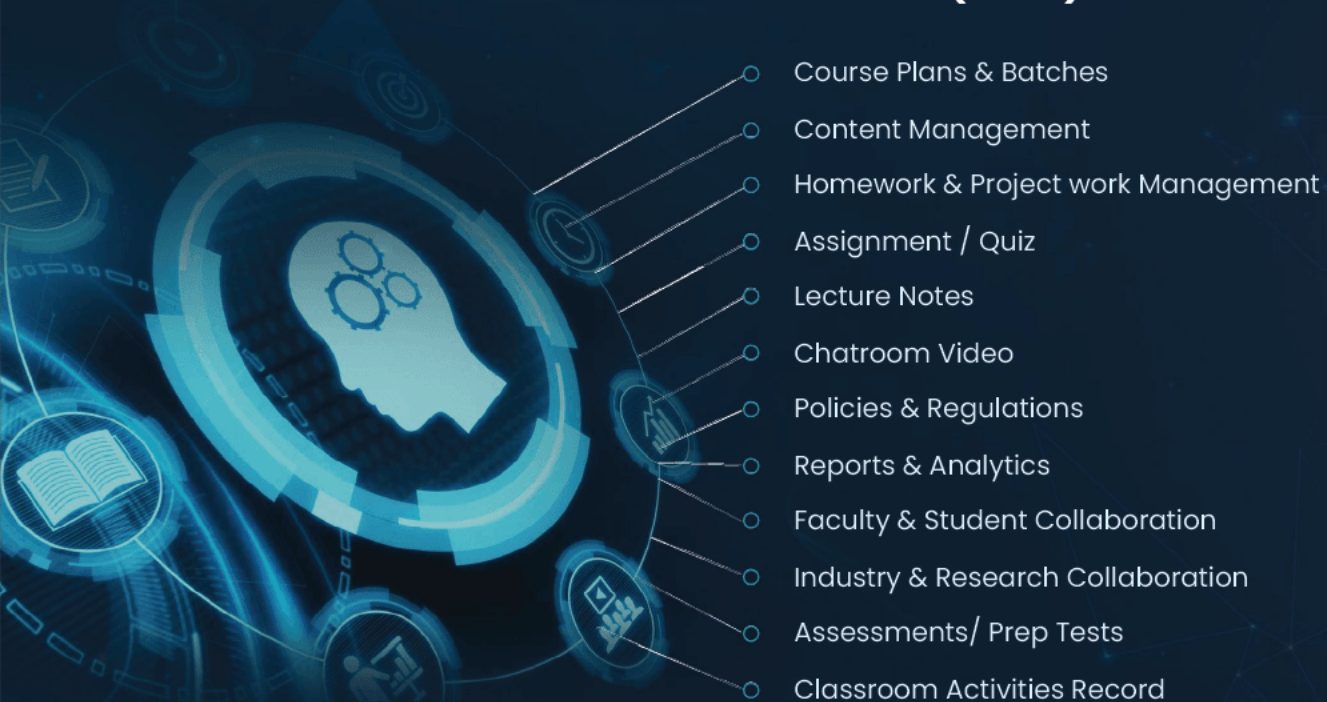 Course Plans & Batches
Content Management
Homework & Project work Management
Assignment / Quiz
Lecture Notes
Chatroom Video
Policies & Regulations
Reports & Analytics
Faculty & Student Collaboration
Industry & Research Collaboration
Assessments/ Prep Tests
Classroom Activities Record